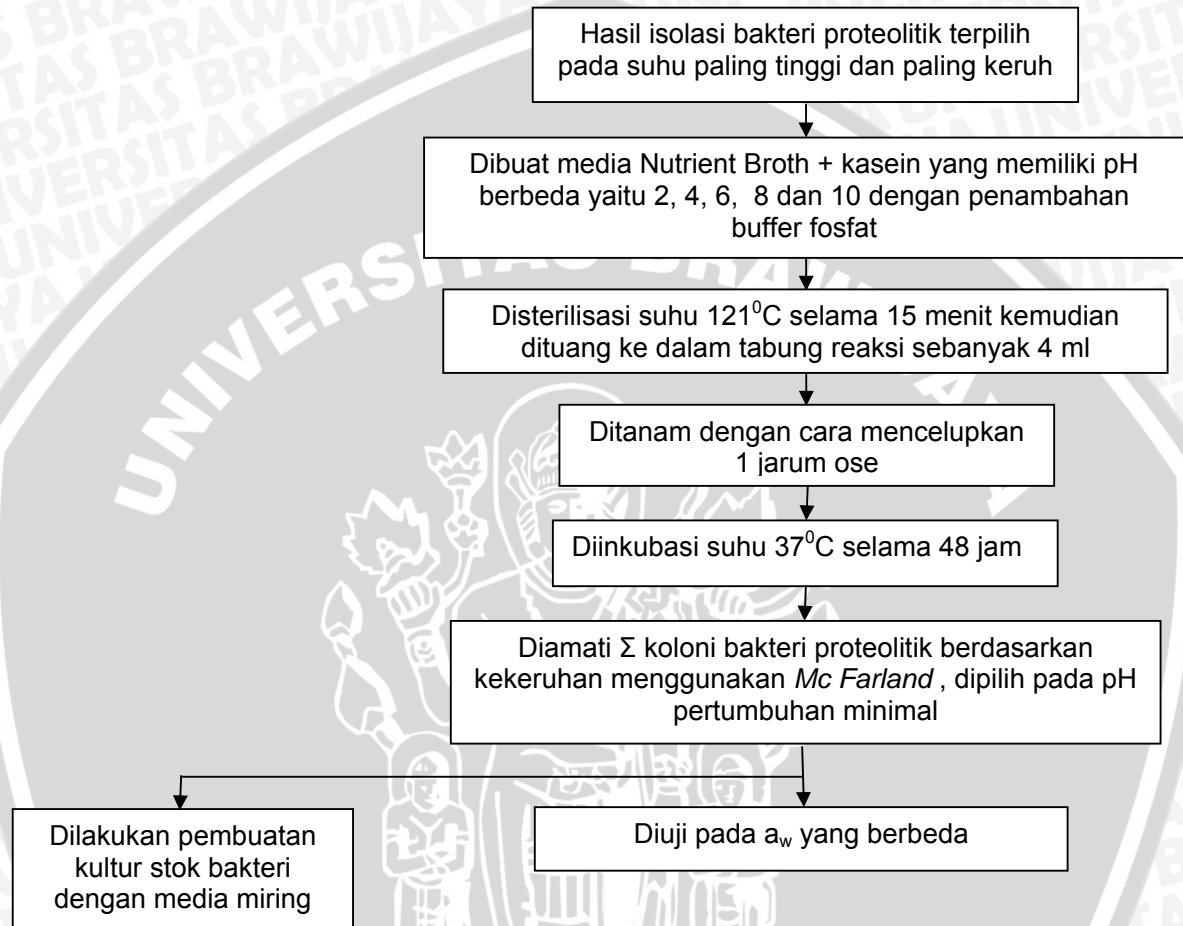 Hasil isolasi bakteri proteolitik terpilih
pada suhu paling tinggi dan paling keruh
Dibuat media Nutrient Broth + kasein yang memiliki pH
berbeda yaitu 2, 4, 6,  8 dan 10 dengan penambahan
buffer fosfat
Disterilisasi suhu 121⁰C selama 15 menit kemudian
dituang ke dalam tabung reaksi sebanyak 4 ml
Ditanam dengan cara mencelupkan
1 jarum ose
Diinkubasi suhu 37⁰C selama 48 jam
Diamati Σ koloni bakteri proteolitik berdasarkan
kekeruhan menggunakan Mc Farland , dipilih pada pH
pertumbuhan minimal
Dilakukan pembuatan
kultur stok bakteri
dengan media miring
Diuji pada a_w yang berbeda
UNIVERSITAS BRAWIJAYA